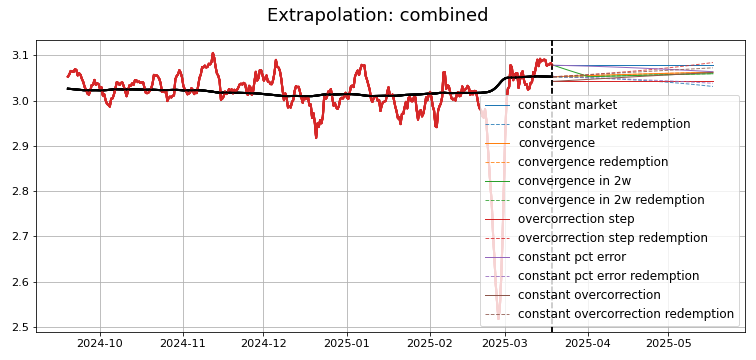 Extrapolation: combined
3.1
3.0
2.9
2.8
2.7
2.6
2.5
constant market
constant market redemption
convergence
convergence redemption
convergence in 2w
convergence in 2w redemption
overcorrection step
overcorrection step redemption
constant pct error
constant pct error redemption
constant overcorrection
constant overcorrection redemption
2024-10 2024-11 2024-12 2025-01 2025-02 2025-03 2025-04 2025-05